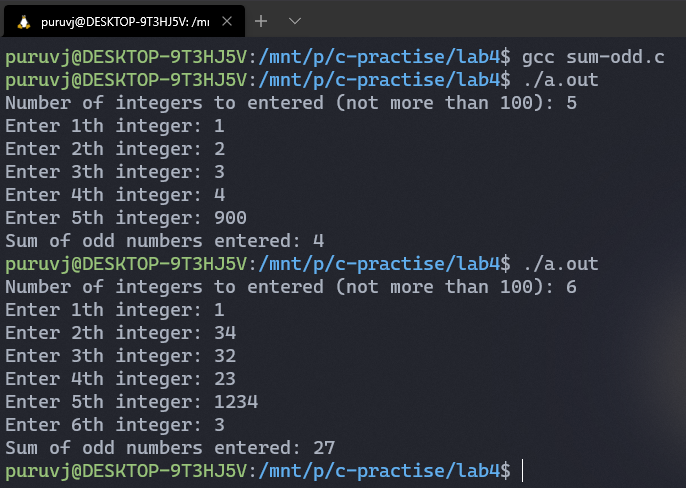 puruvj@DESKTOP-9T3HJ5V: /mi
puruvj@DESKTOP-9T3HJ5V:/mnt/p/c-practise/lab4$ gcc sum-odd.c
puruvj@DESKTOP-9T3HJ5V:/mnt/p/c-practise/lab4$ ./a.out
Number of integers to entered (not more than 100): 5
Enter 1th integer: 1
Enter 2th integer: 2
Enter 3th integer: 3
Enter 4th integer: 4
Enter 5th integer: 900
Sum of odd numbers entered: 4
puruvj@DESKTOP-9T3HJ5V:/mnt/p/c-practise/lab4$ ./a.out
Number of integers to entered (not more than 100): 6
Enter 1th integer: 1
Enter 2th integer: 34
Enter 3th integer: 32
Enter 4th integer: 23
Enter 5th integer: 1234
Enter 6th integer: 3
Sum of odd numbers entered: 27
puruvj@DESKTOP-9T3HJ5V:/mnt/p/c-practise/lab4$